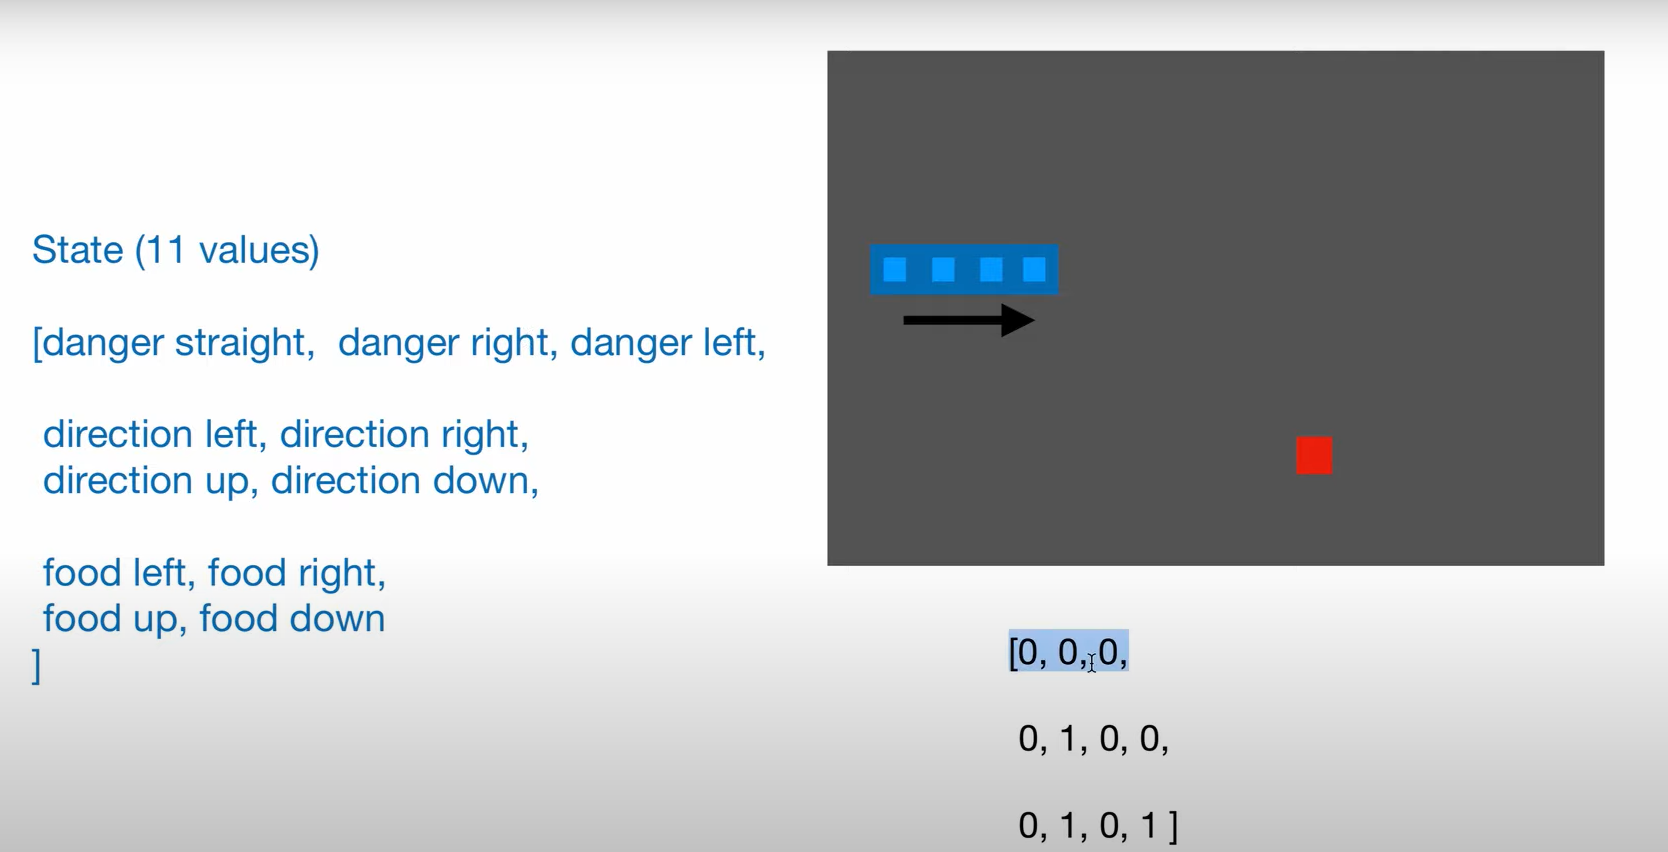 State (11 values)
[danger straight,  danger right, danger left,
direction left, direction right,
direction up, direction down,
food left, food right,
food up, food down
]
[0, 0, 0,
0, 1, 0, 0,
0, 1, 0, 1 ]